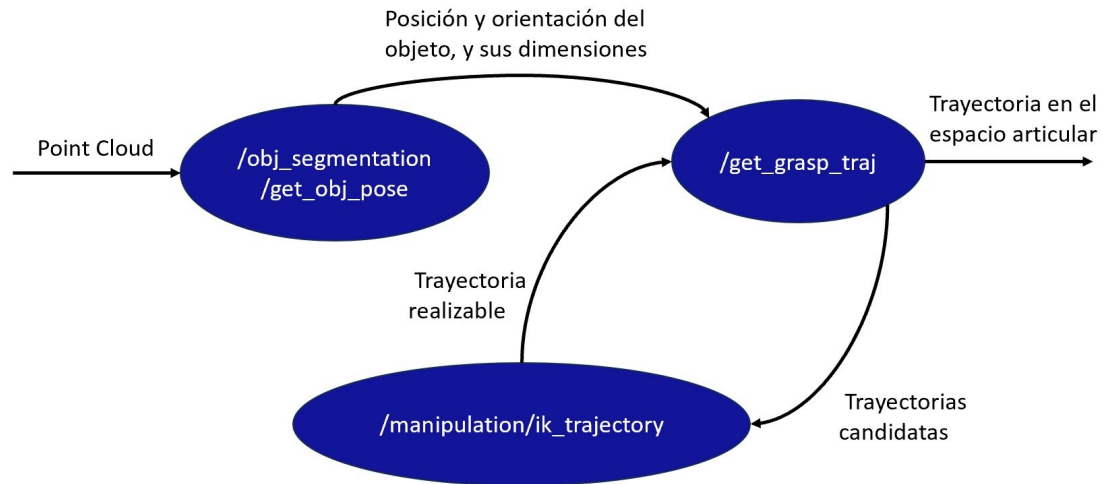 Posición y orientación del
objeto, y sus dimensiones
Point Cloud
/obj_segmentation
/get_obj_pose
/get_grasp_traj
Trayectoria en el
espacio articular
Trayectoria
realizable
/manipulation/ik_trajectory
Trayectorias
candidatas